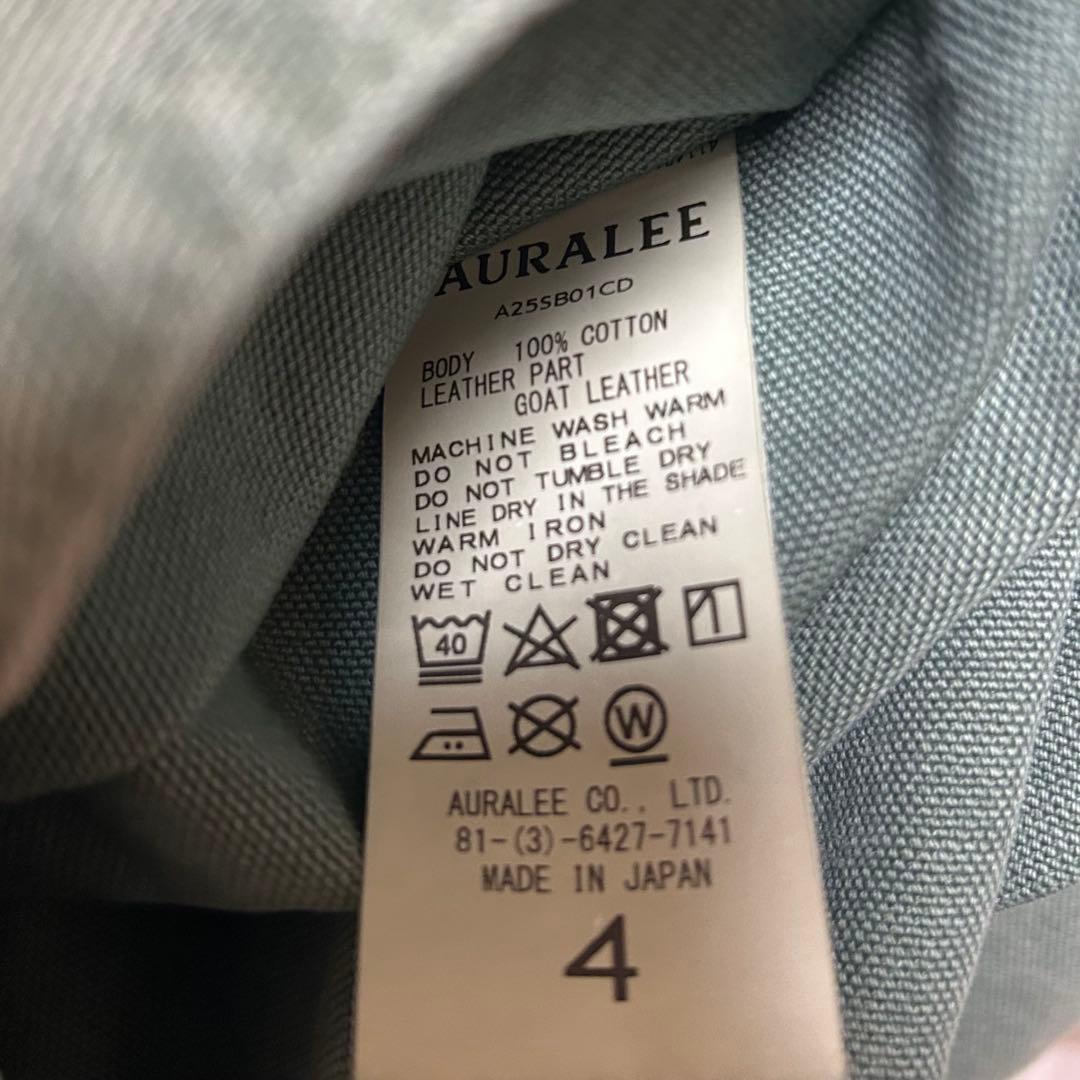 AURALEE
A25SB01CD
BODY 100% COTTON
LEATHER PART
GOAT LEATHER
MACHINE WASH WARM
DO NOT BLEACH
DO NOT TUMBLE DRY
LINE DRY IN THE SHADE
WARM IRON
DO NOT DRY CLEAN
WET CLEAN
40
W
AURALEE CO., LTD.
81-(3)-6427-7141
MADE IN JAPAN
4